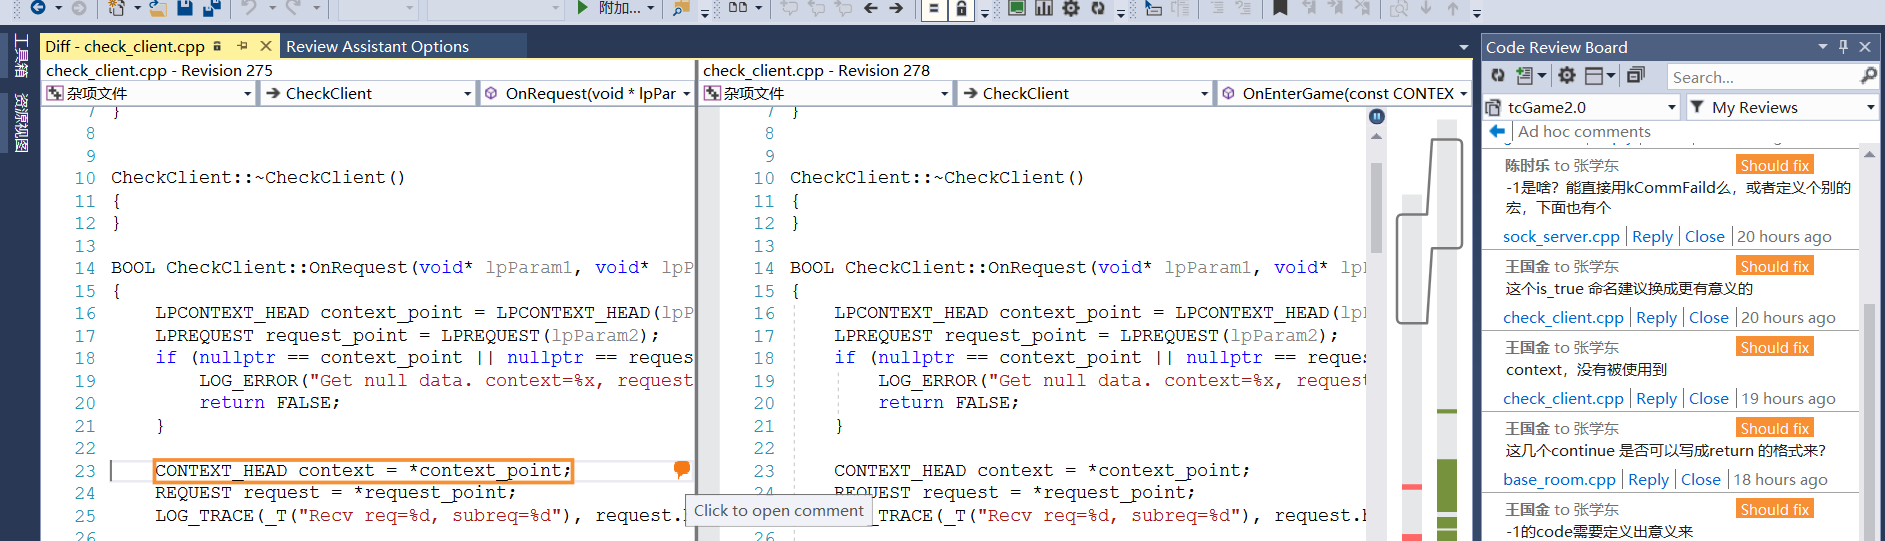 附加...
工具箱
资源视图
Diff - check_client.cpp
Review Assistant Options
check_client.cpp - Revision 275
杂项文件
CheckClient
OnRequest(void * lpPar
7 }
8
9
10 CheckClient::~CheckClient()
11 {
12 }
13
14 BOOL CheckClient::OnRequest(void* lpParam1, void* lpP
15 {
16 LPCONTEXT_HEAD context_point = LPCONTEXT_HEAD(lpP
17 LPREQUEST request_point = LPREQUEST(lpParam2);
18 if (nullptr == context_point || nullptr == reques
19 LOG_ERROR("Get null data. context=%x, request
20 return FALSE;
21 }
22
23 CONTEXT_HEAD context = *context_point;
24 REQUEST request = *request_point;
25 LOG_TRACE(_T("Recv req=%d, subreq=%d"), request.
26
Click to open comment
check_client.cpp - Revision 278
杂项文件
CheckClient
OnEnterGame(const CONTEX
7 }
8
9
10 CheckClient::~CheckClient()
11 {
12 }
13
14 BOOL CheckClient::OnRequest(void* lpParam1, void* lpP
15 {
16 LPCONTEXT_HEAD context_point = LPCONTEXT_HEAD(lpP
17 LPREQUEST request_point = LPREQUEST(lpParam2);
18 if (nullptr == context_point || nullptr == reques
19 LOG_ERROR("Get null data. context=%x, request
20 return FALSE;
21 }
22
23 CONTEXT_HEAD context = *context_point;
24 REQUEST request = *request_point;
_TRACE(_T("Recv req=%d, subreq=%d"), request.
26
Code Review Board
Search...
tcGame2.0
My Reviews
Ad hoc comments
陈时乐 to 张学东
Should fix
-1是啥？能直接用kCommFaild么，或者定义个别的
宏，下面也有个
sock_server.cpp | Reply | Close | 20 hours ago
王国金 to 张学东
Should fix
这个is_true 命名建议换成更有意义的
check_client.cpp | Reply | Close | 20 hours ago
王国金 to 张学东
Should fix
context，没有被使用到
check_client.cpp | Reply | Close | 19 hours ago
王国金 to 张学东
Should fix
这几个continue 是否可以写成return 的格式来？
base_room.cpp | Reply | Close | 18 hours ago
王国金 to 张学东
Should fix
-1的code需要定义出意义来